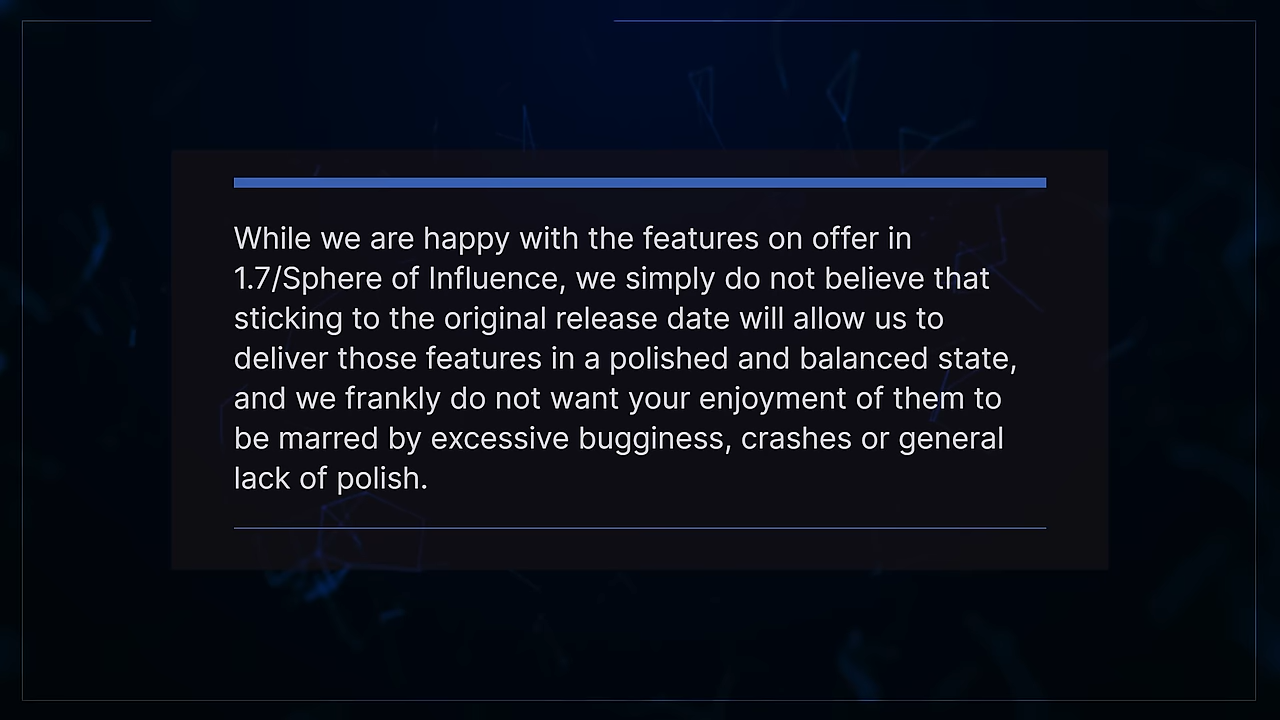 While we are happy with the features on offer in
1.7/Sphere of Influence, we simply do not believe that
sticking to the original release date will allow us to
deliver those features in a polished and balanced state,
and we frankly do not want your enjoyment of them to
be marred by excessive bugginess, crashes or general
lack of polish.